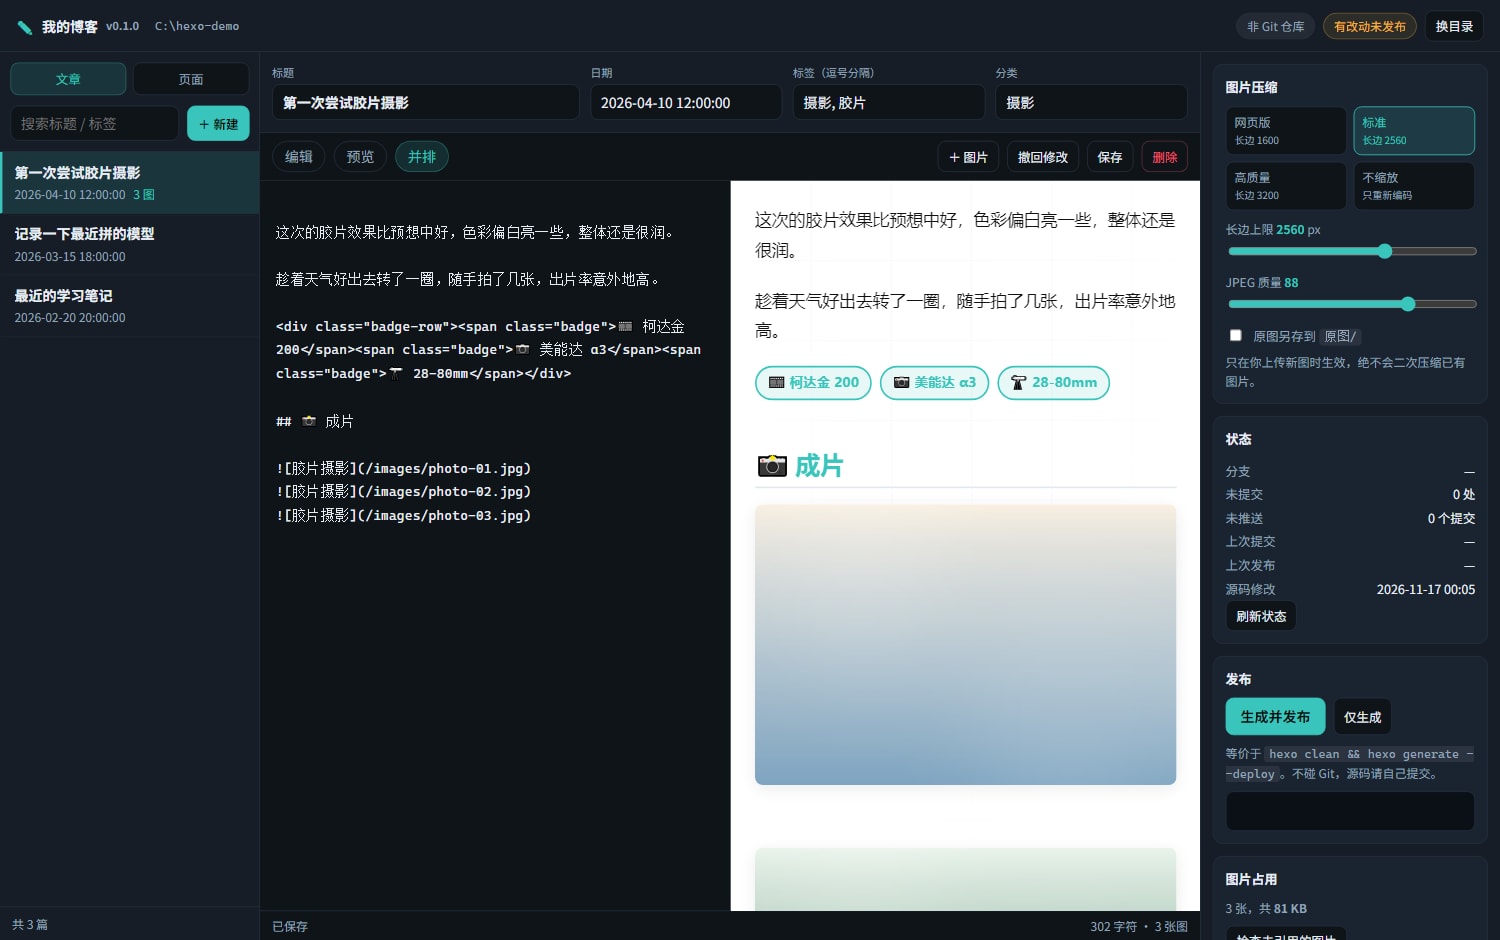 我的博客 v0.1.0 C:\hexo-demo
非 Git 仓库 有改动未发布 换目录
文章 页面
搜索标题 / 标签 ＋ 新建
第一次尝试胶片摄影
2026-04-10 12:00:00 3 图
记录一下最近拼的模型
2026-03-15 18:00:00
最近的学习笔记
2026-02-20 20:00:00
共 3 篇
标题 日期 标签（逗号分隔） 分类
第一次尝试胶片摄影 2026-04-10 12:00:00 摄影, 胶片 摄影
编辑 预览 并排 ＋ 图片 撤回修改 保存 删除
这次的胶片效果比预想中好，色彩偏白亮一些，整体还是很润。
趁着天气好出去转了一圈，随手拍了几张，出片率意外地高。
<div class="badge-row"><span class="badge">🎞️ 柯达金
200</span><span class="badge">📷 美能达 α3</span><span
class="badge">🔭 28-80mm</span></div>
## 📸 成片
![胶片摄影](/images/photo-01.jpg)
![胶片摄影](/images/photo-02.jpg)
![胶片摄影](/images/photo-03.jpg)
这次的胶片效果比预想中好，色彩偏白亮一些，整体还是
很润。
趁着天气好出去转了一圈，随手拍了几张，出片率意外地
高。
🎞️ 柯达金 200 📷 美能达 α3 🔭 28-80mm
📸 成片
已保存 302 字符 · 3 张图
图片压缩
网页版 标准
长边 1600 长边 2560
高质量 不缩放
长边 3200 只重新编码
长边上限 2560 px
JPEG 质量 88
原图另存到 原图/
只在你上传新图时生效，绝不会二次压缩已有
图片。
状态
分支 —
未提交 0 处
未推送 0 个提交
上次提交 —
上次发布 —
源码修改 2026-11-17 00:05
刷新状态
发布
生成并发布 仅生成
等价于 hexo clean && hexo generate -
-deploy 。不碰 Git，源码请自己提交。
图片占用
3 张，共 81 KB
检查未引用的图片